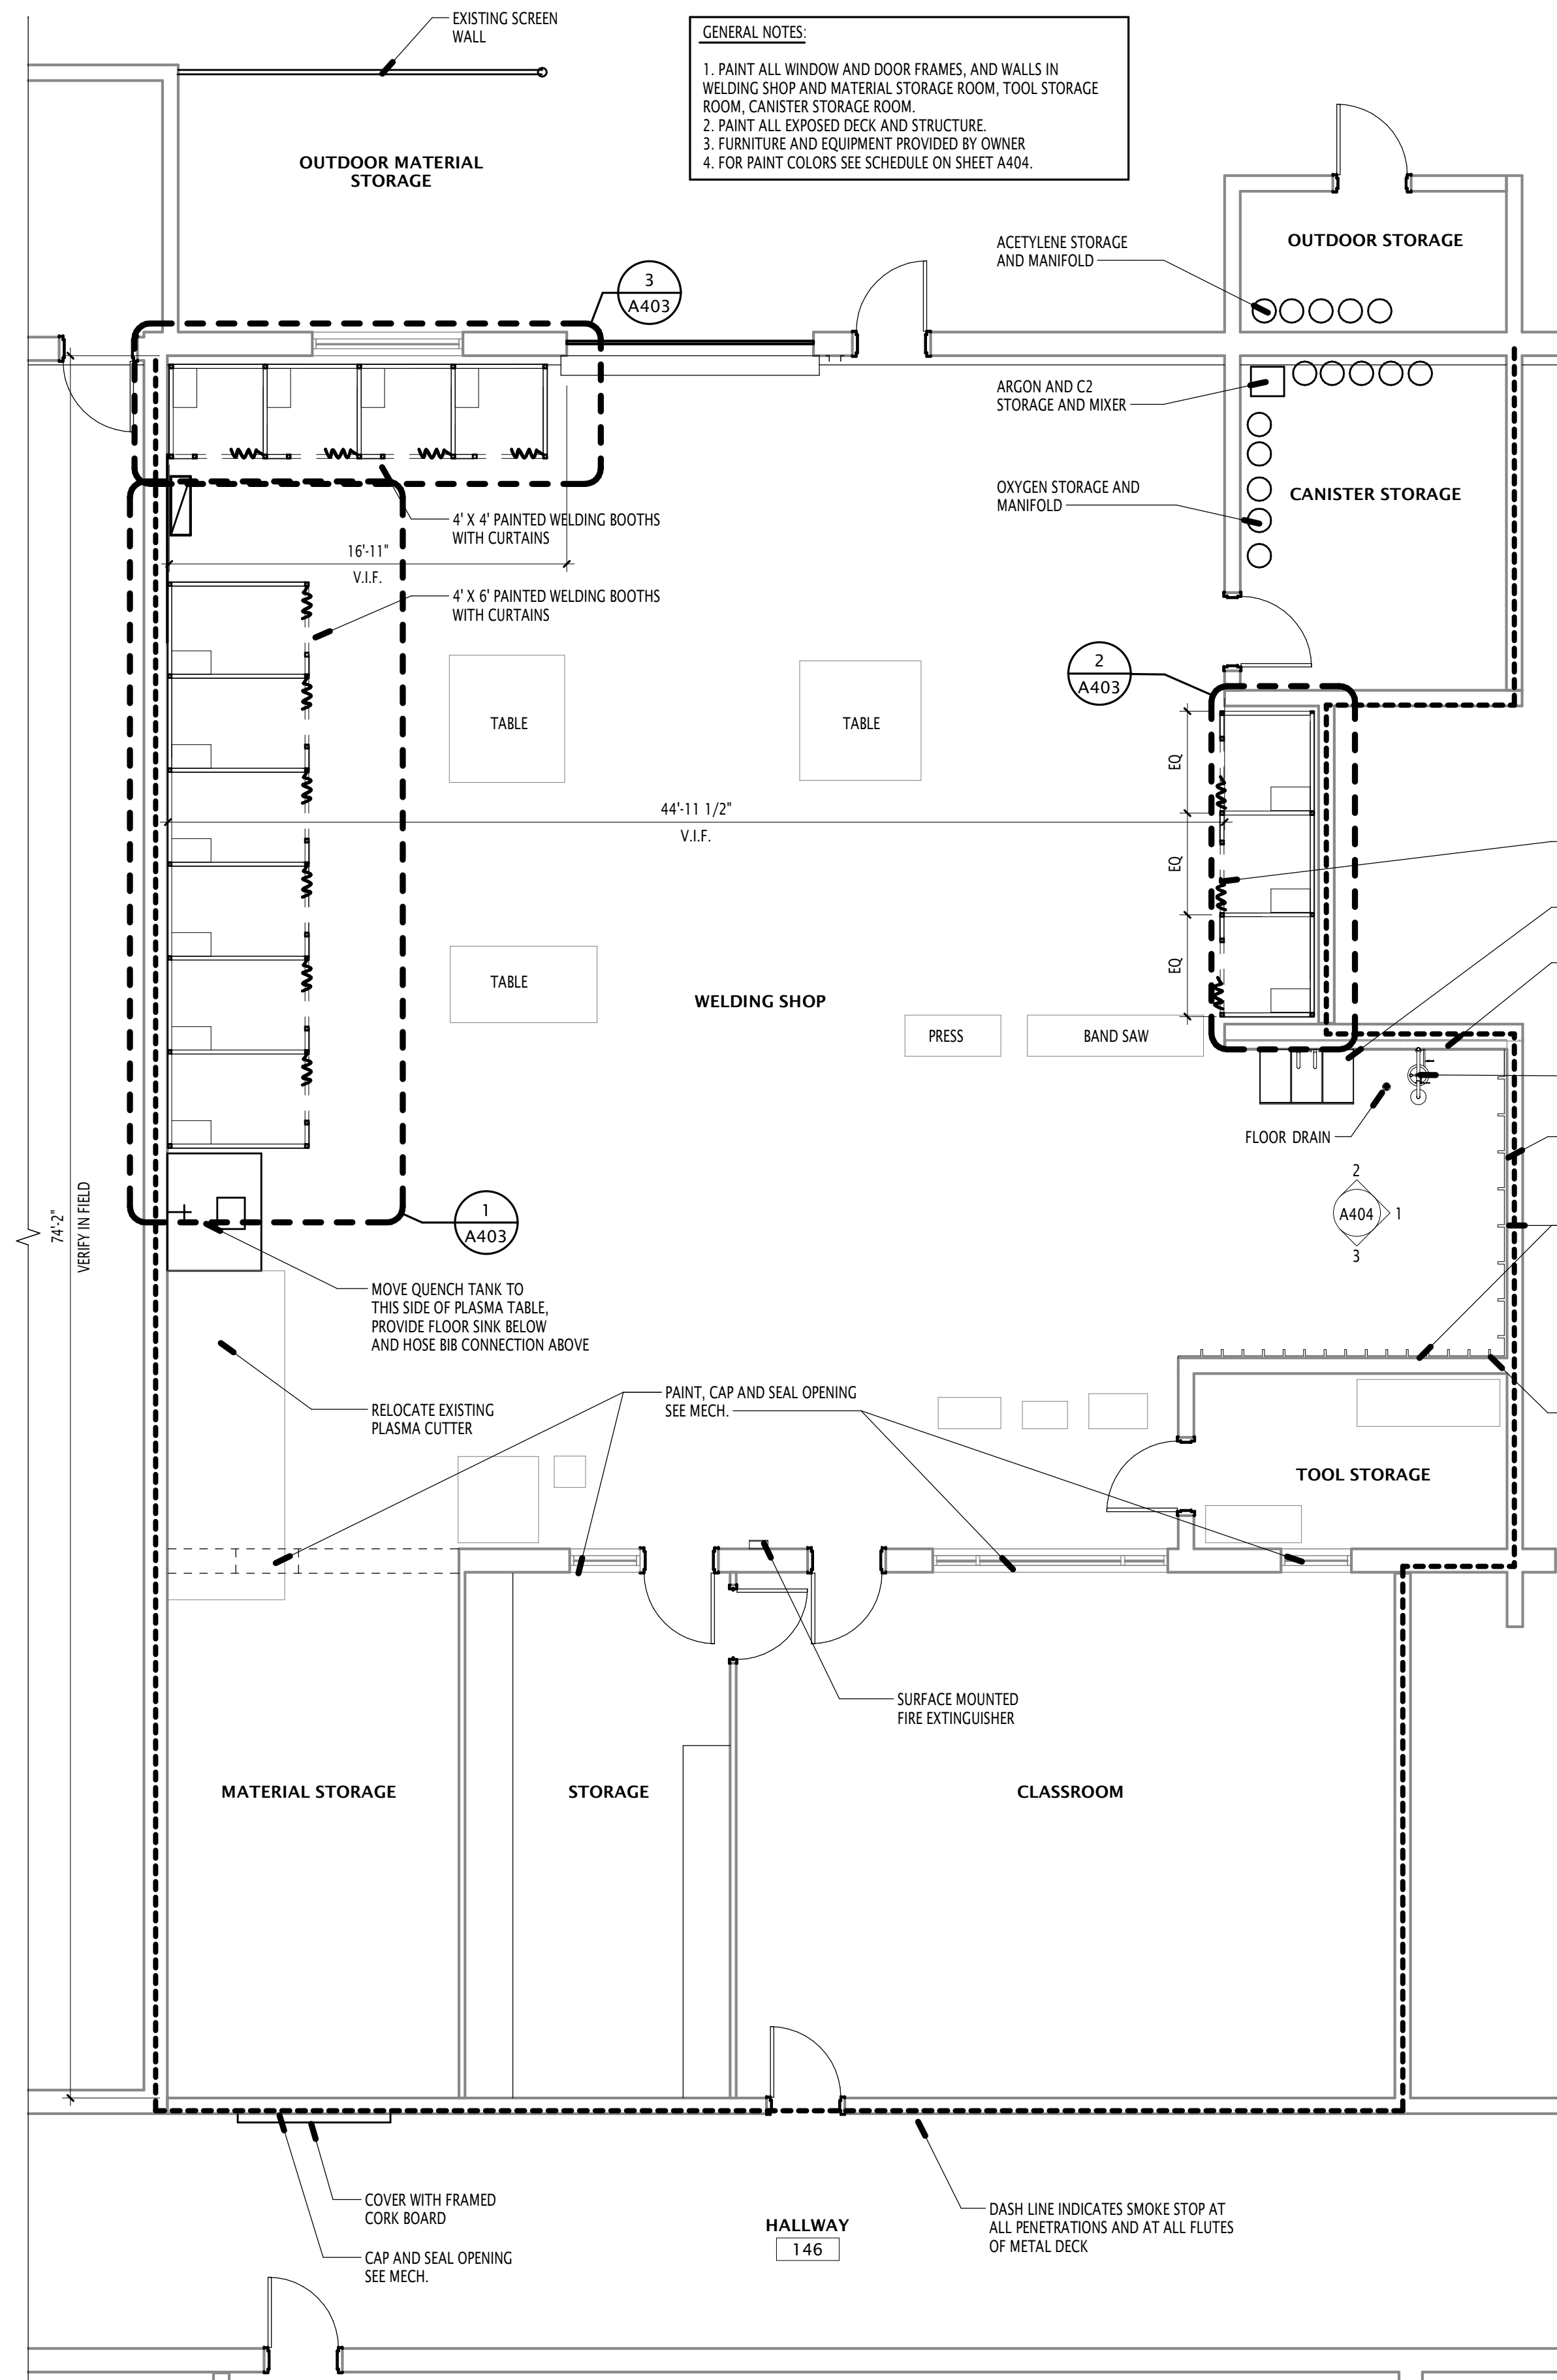 EXISTING SCREEN
WALL
GENERAL NOTES:
1. PAINT ALL WINDOW AND DOOR FRAMES, AND WALLS IN
WELDING SHOP AND MATERIAL STORAGE ROOM, TOOL STORAGE
ROOM, CANISTER STORAGE ROOM.
2. PAINT ALL EXPOSED DECK AND STRUCTURE.
3. FURNITURE AND EQUIPMENT PROVIDED BY OWNER
4. FOR PAINT COLORS SEE SCHEDULE ON SHEET A404.
OUTDOOR MATERIAL
STORAGE
ACETYLENE STORAGE
AND MANIFOLD
OUTDOOR STORAGE
3
A403
ARGON AND C2
STORAGE AND MIXER
OXYGEN STORAGE AND
MANIFOLD
CANISTER STORAGE
4' X 4' PAINTED WELDING BOOTHS
WITH CURTAINS
16'-11"
V.I.F.
4' X 6' PAINTED WELDING BOOTHS
WITH CURTAINS
2
A403
TABLE
TABLE
EQ
44'-11 1/2"
V.I.F.
EQ
EQ
TABLE
WELDING SHOP
PRESS
BAND SAW
FLOOR DRAIN
2
A404
1
3
74'-2"
VERIFY IN FIELD
1
A403
MOVE QUENCH TANK TO
THIS SIDE OF PLASMA TABLE,
PROVIDE FLOOR SINK BELOW
AND HOSE BIB CONNECTION ABOVE
RELOCATE EXISTING
PLASMA CUTTER
PAINT, CAP AND SEAL OPENING
SEE MECH.
TOOL STORAGE
SURFACE MOUNTED
FIRE EXTINGUISHER
MATERIAL STORAGE
STORAGE
CLASSROOM
COVER WITH FRAMED
CORK BOARD
CAP AND SEAL OPENING
SEE MECH.
HALLWAY
146
DASH LINE INDICATES SMOKE STOP AT
ALL PENETRATIONS AND AT ALL FLUTES
OF METAL DECK